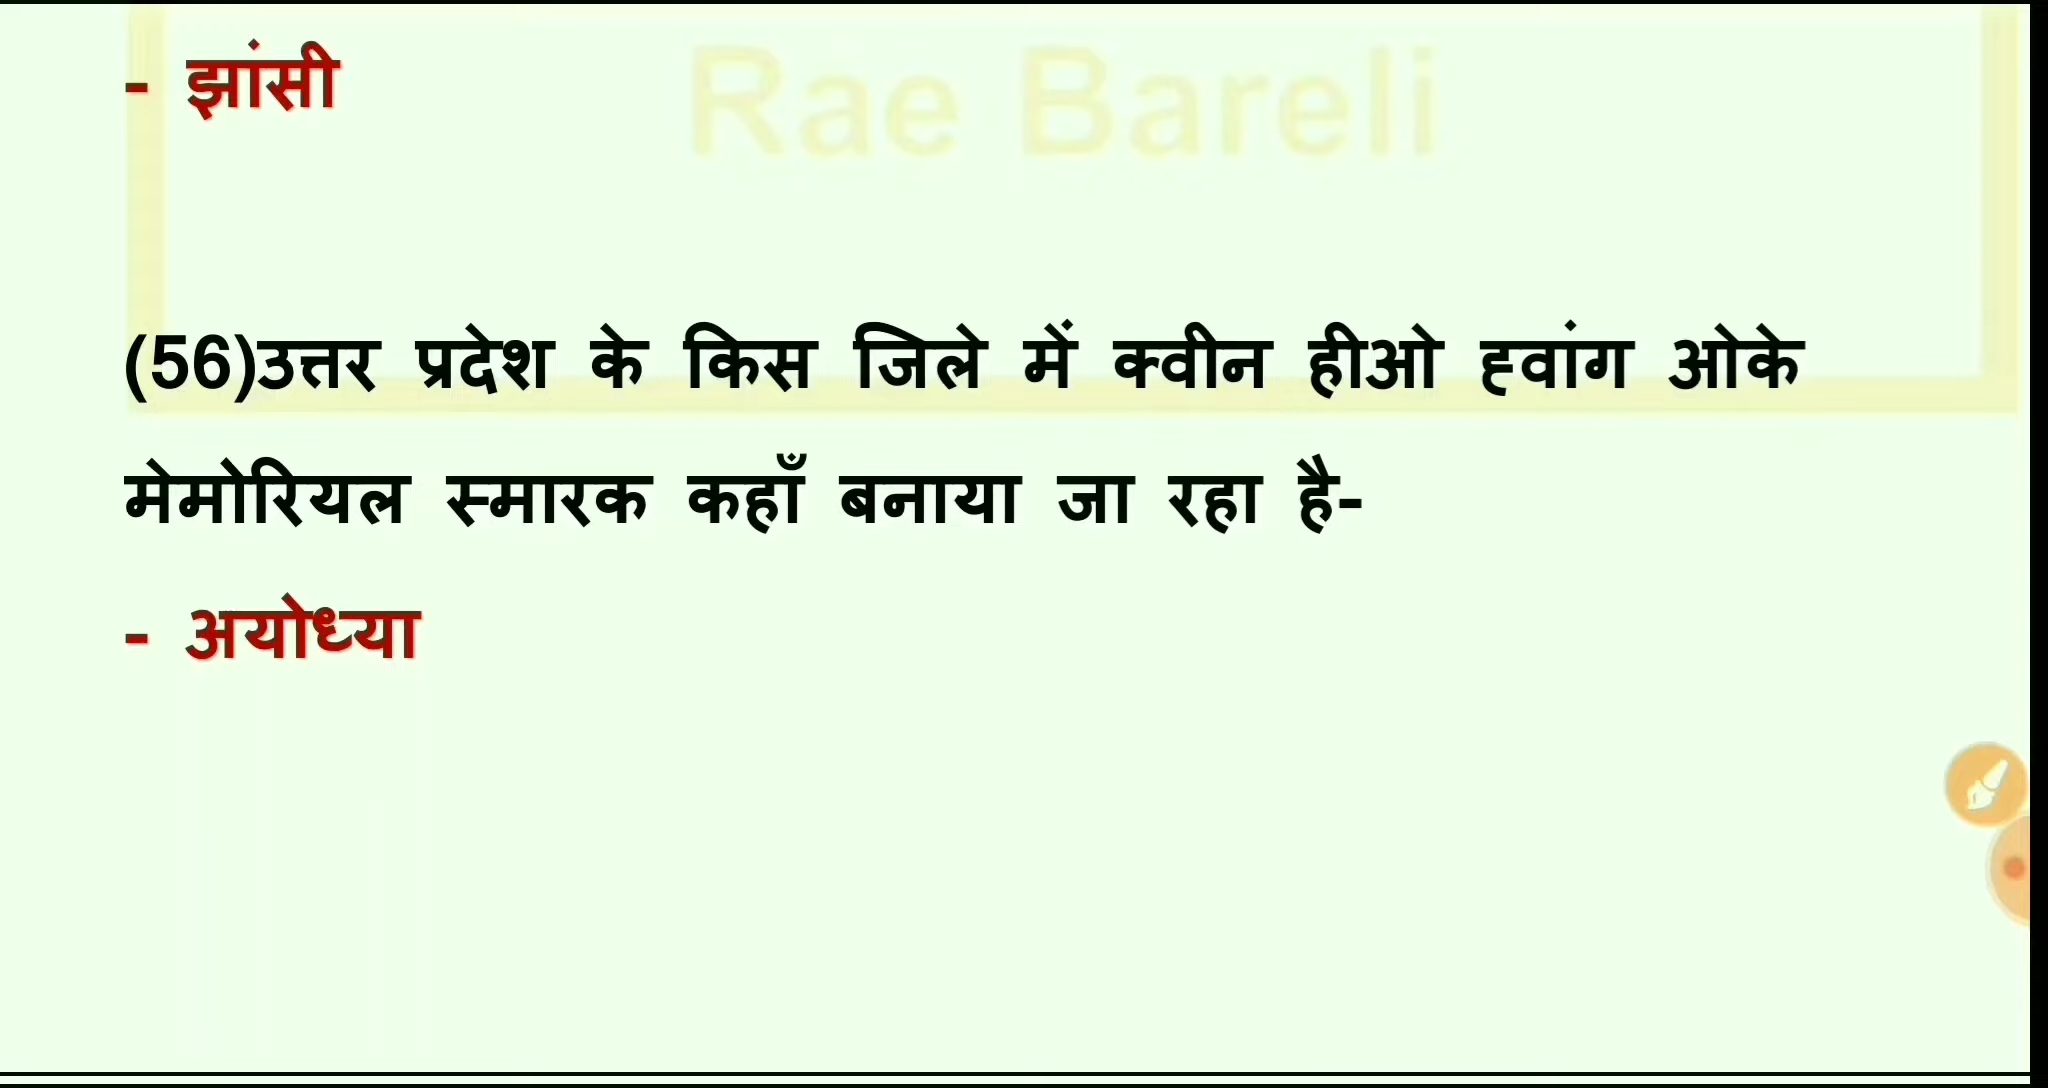 Rae Bareli
- झांसी
(56)उत्तर प्रदेश के किस जिले में क्वीन हीओ ह्वांग ओके
मेमोरियल स्मारक कहाँ बनाया जा रहा है-
- अयोध्या